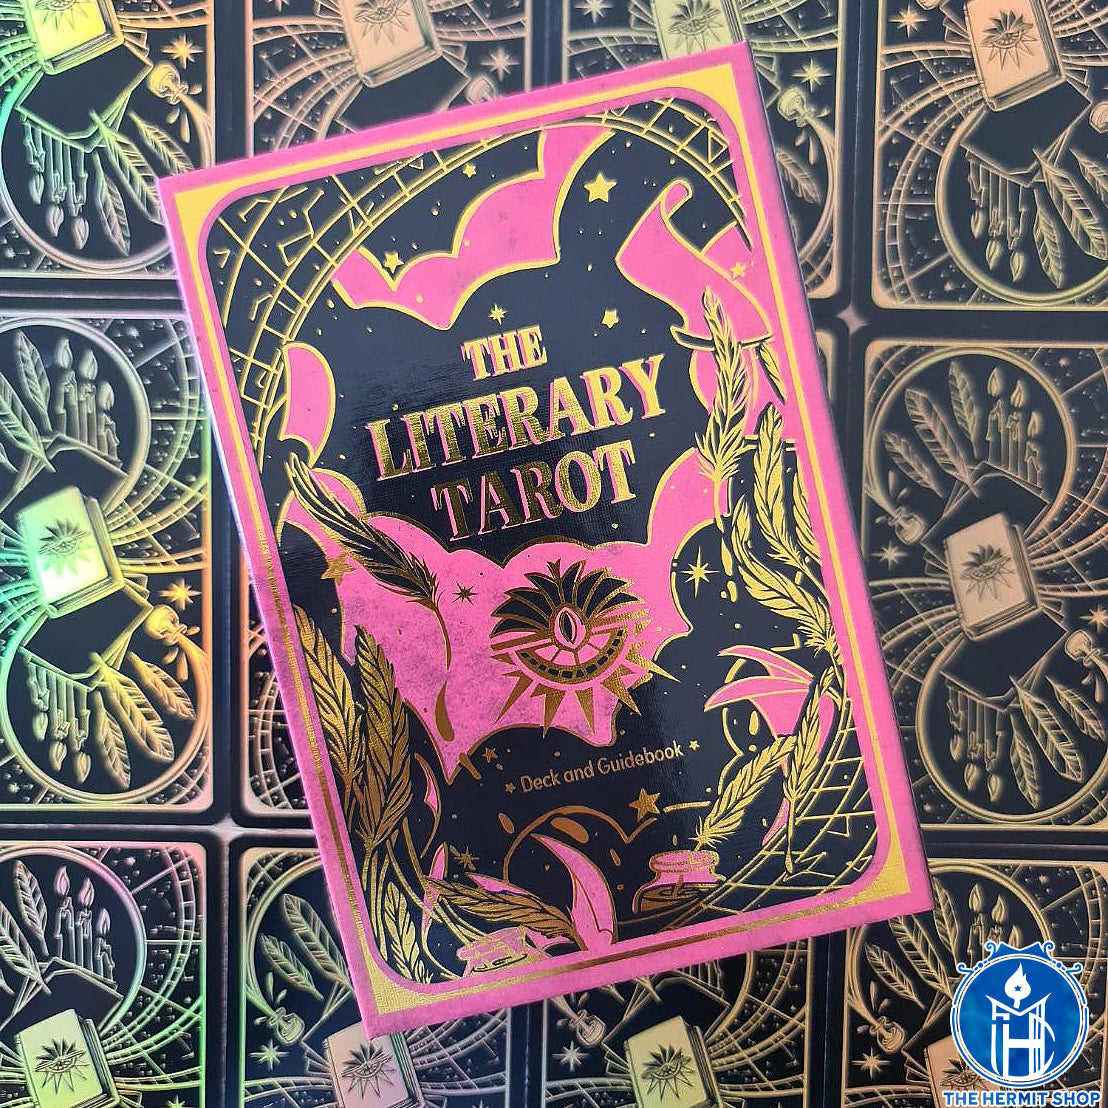 THE
LITERARY
TAROT
Deck and Guidebook
THE HERMIT SHOP